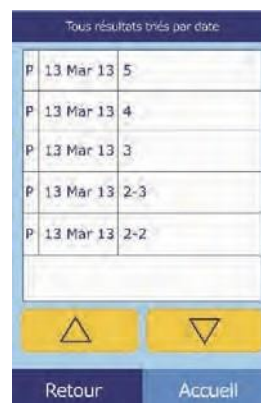 Tous résultats triés par date
P 13 Mar 13 5
P 13 Mar 13 4
P 13 Mar 13 3
P 13 Mar 13 2-3
P 13 Mar 13 2-2
Retour Accueil